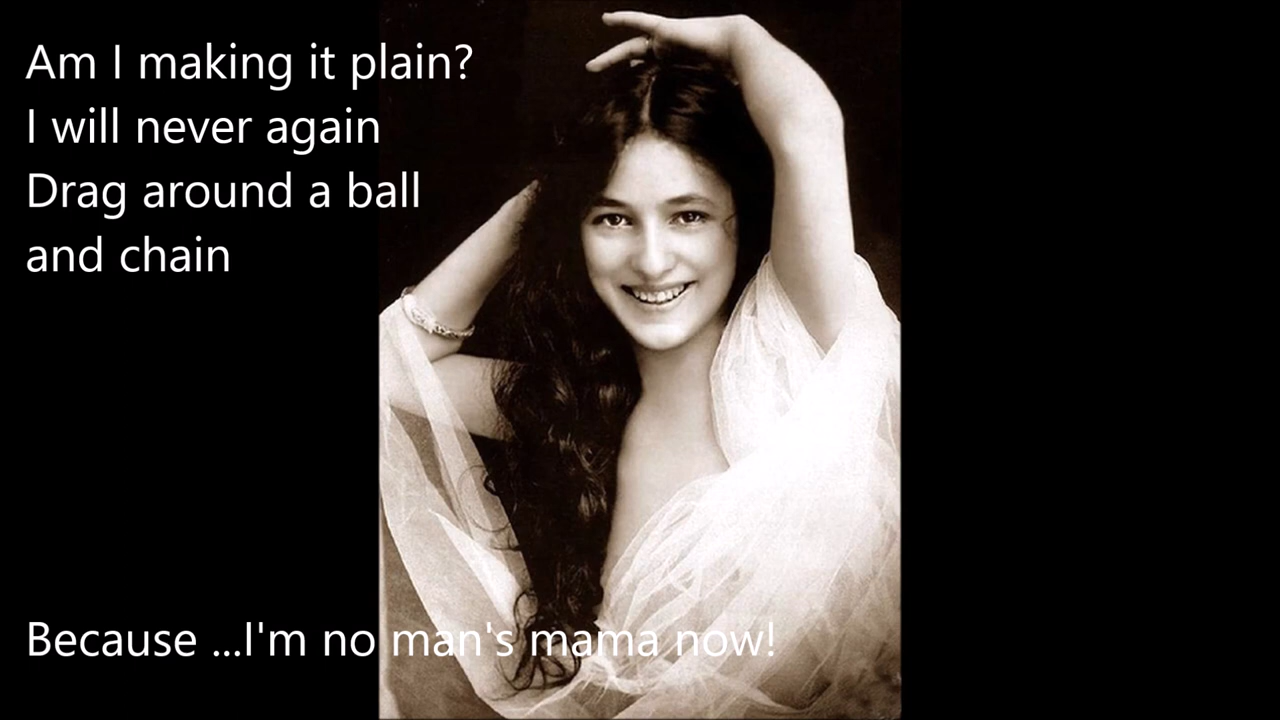 Am I making it plain?
I will never again
Drag around a ball
and chain
Because ...I'm no man's mama now!